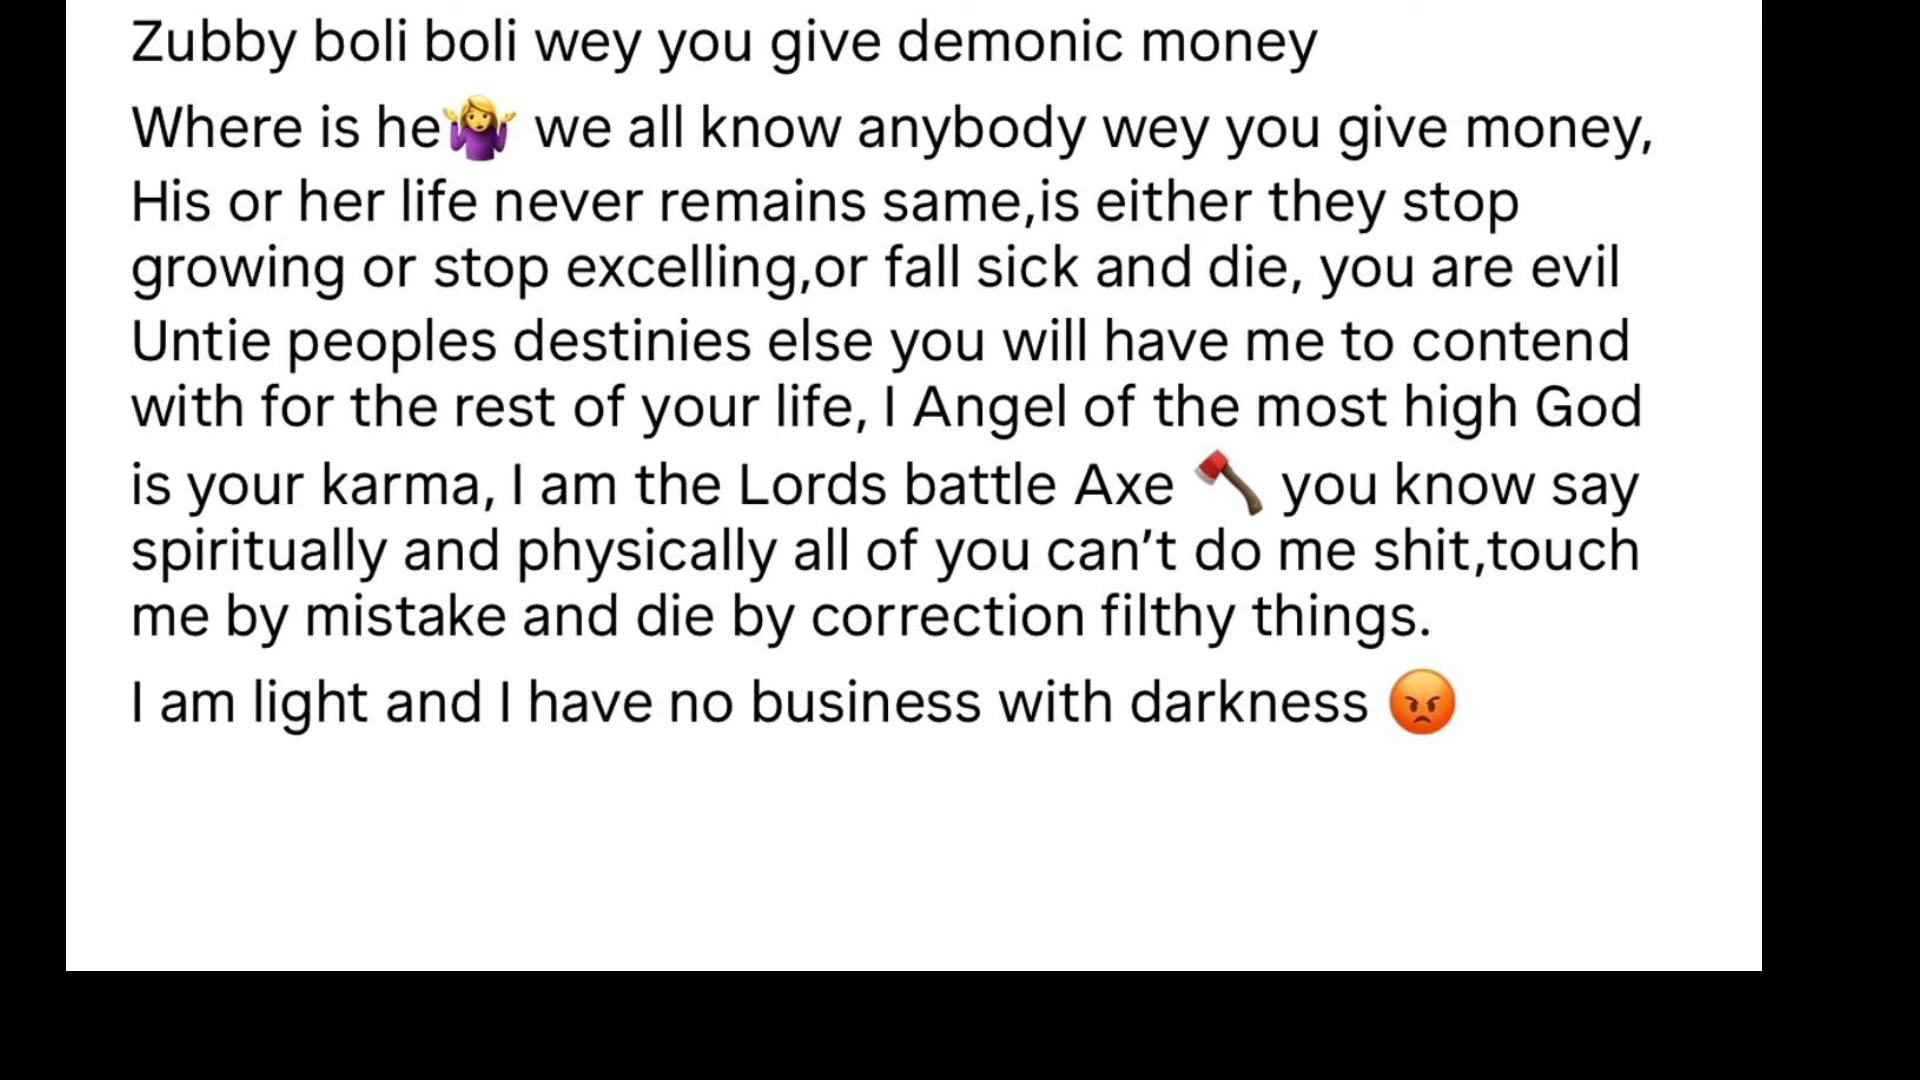 Zubby boli boli wey you give demonic money
Where is he🤷‍♀️ we all know anybody wey you give money,
His or her life never remains same,is either they stop
growing or stop excelling,or fall sick and die, you are evil
Untie peoples destinies else you will have me to contend
with for the rest of your life, I Angel of the most high God
is your karma, I am the Lords battle Axe 🪓 you know say
spiritually and physically all of you can’t do me shit,touch
me by mistake and die by correction filthy things.
I am light and I have no business with darkness 😡